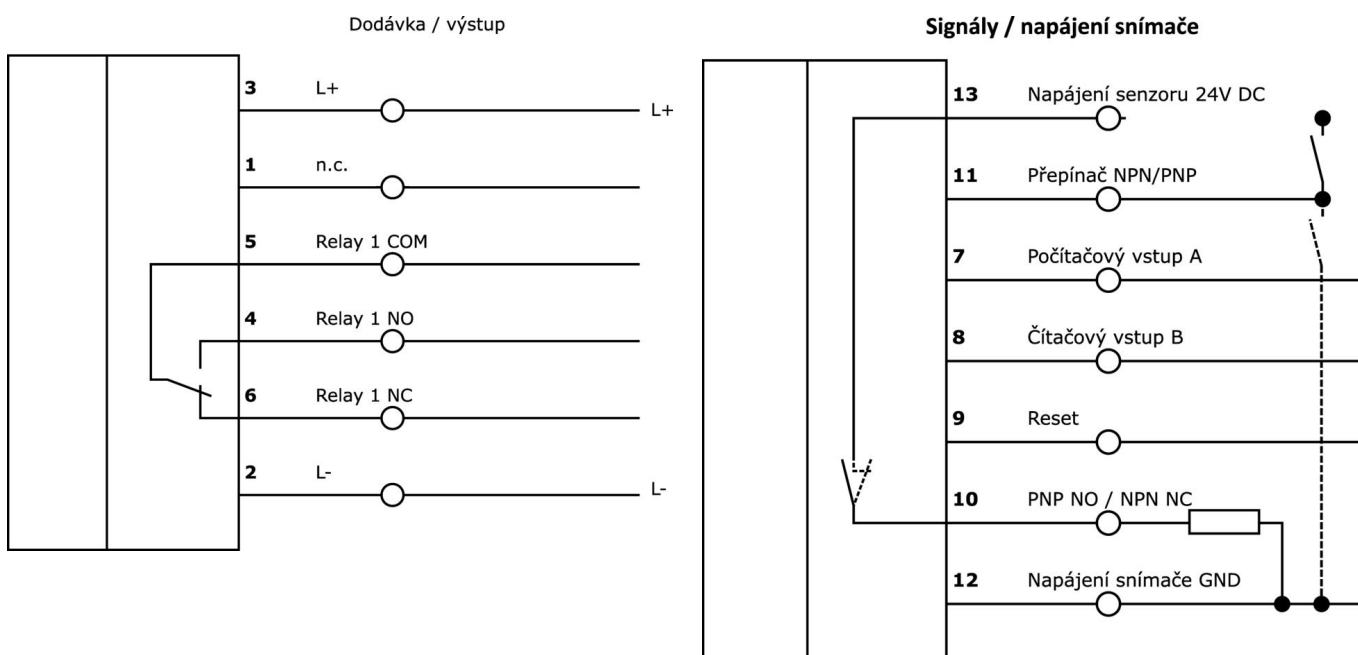 Dodávka / výstup
3 L+
L+
1 n.c.
5 Relay 1 COM
4 Relay 1 NO
6 Relay 1 NC
2 L-
L-
Signály / napájení snímače
13 Napájení senzoru 24V DC
11 Přepínač NPN/PNP
7 Počítačový vstup A
8 Čítačový vstup B
9 Reset
10 PNP NO / NPN NC
12 Napájení snímače GND